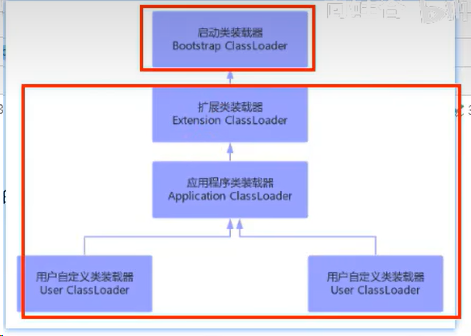 启动类装载器
Bootstrap ClassLoader
扩展类装载器
Extension ClassLoader
应用程序类装载器
Application ClassLoader
用户自定义类装载器
User ClassLoader
用户自定义类装载器
User ClassLoader